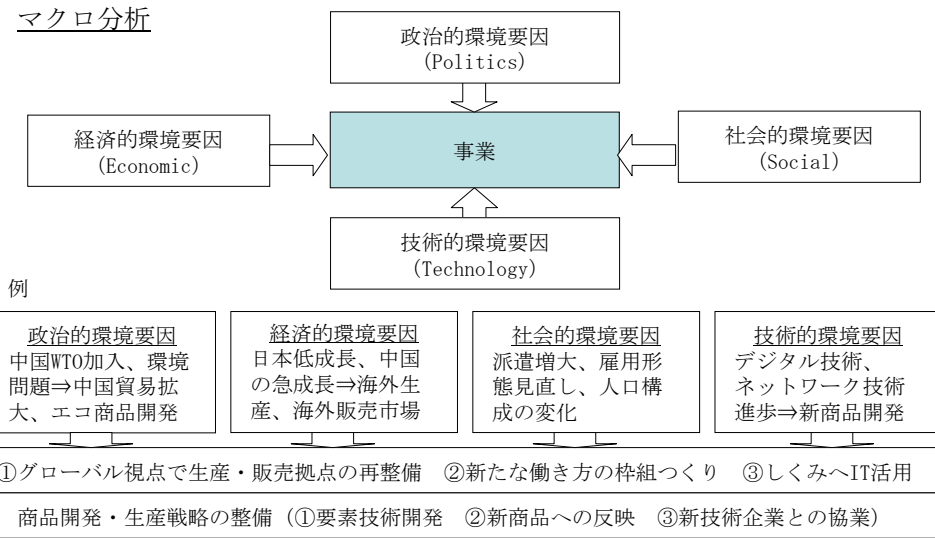 マクロ分析
政治的環境要因
(Politics)
経済的環境要因
(Economic)
事業
社会的環境要因
(Social)
技術的環境要因
(Technology)
例
政治的環境要因
中国WTO加入、環境
問題⇒中国貿易拡
大、エコ商品開発
経済的環境要因
日本低成長、中国
の急成長⇒海外生
産、海外販売市場
社会的環境要因
派遣増大、雇用形
態見直し、人口構
成の変化
技術的環境要因
デジタル技術、
ネットワーク技術
進歩⇒新商品開発
①グローバル視点で生産・販売拠点の再整備 ②新たな働き方の枠組つくり ③しくみへIT活用
商品開発・生産戦略の整備（①要素技術開発 ②新商品への反映 ③新技術企業との協業）